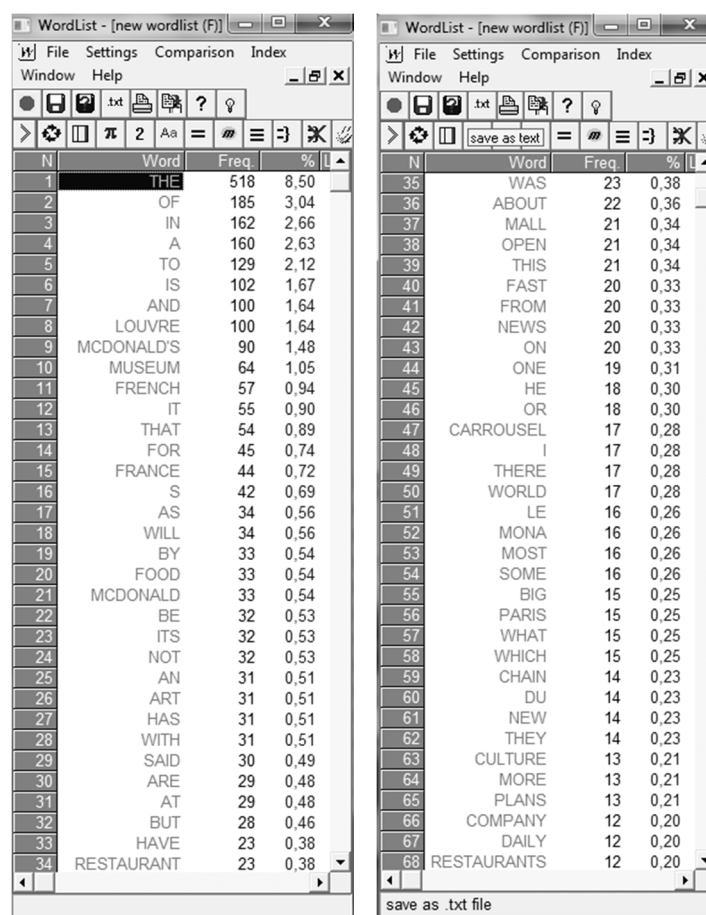 WordList - [new wordlist (F)]
File Settings Comparison Index
Window Help
.txt ?
π 2 Aa = m ≡ =}
N Word Freq. % L
1 THE 518 8,50
2 OF 185 3,04
3 IN 162 2,66
4 A 160 2,63
5 TO 129 2,12
6 IS 102 1,67
7 AND 100 1,64
8 LOUVRE 100 1,64
9 MCDONALD'S 90 1,48
10 MUSEUM 64 1,05
11 FRENCH 57 0,94
12 IT 55 0,90
13 THAT 54 0,89
14 FOR 45 0,74
15 FRANCE 44 0,72
16 S 42 0,69
17 AS 34 0,56
18 WILL 34 0,56
19 BY 33 0,54
20 FOOD 33 0,54
21 MCDONALD 33 0,54
22 BE 32 0,53
23 ITS 32 0,53
24 NOT 32 0,53
25 AN 31 0,51
26 ART 31 0,51
27 HAS 31 0,51
28 WITH 31 0,51
29 SAID 30 0,49
30 ARE 29 0,48
31 AT 29 0,48
32 BUT 28 0,46
33 HAVE 23 0,38
34 RESTAURANT 23 0,38
WordList - [new wordlist (F)]
File Settings Comparison Index
Window Help
.txt ?
save as text = m ≡ =}
N Word Freq. % L
35 WAS 23 0,38
36 ABOUT 22 0,36
37 MALL 21 0,34
38 OPEN 21 0,34
39 THIS 21 0,34
40 FAST 20 0,33
41 FROM 20 0,33
42 NEWS 20 0,33
43 ON 20 0,33
44 ONE 19 0,31
45 HE 18 0,30
46 OR 18 0,30
47 CARROUSEL 17 0,28
48 I 17 0,28
49 THERE 17 0,28
50 WORLD 17 0,28
51 LE 16 0,26
52 MONA 16 0,26
53 MOST 16 0,26
54 SOME 16 0,26
55 BIG 15 0,25
56 PARIS 15 0,25
57 WHAT 15 0,25
58 WHICH 15 0,25
59 CHAIN 14 0,23
60 DU 14 0,23
61 NEW 14 0,23
62 THEY 14 0,23
63 CULTURE 13 0,21
64 MORE 13 0,21
65 PLANS 13 0,21
66 COMPANY 12 0,20
67 DAILY 12 0,20
68 RESTAURANTS 12 0,20
save as .txt file